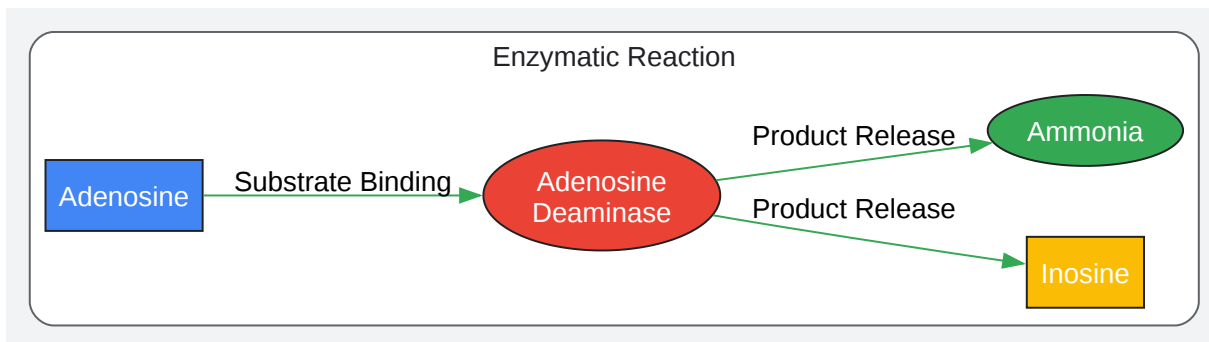 Enzymatic Reaction
Adenosine
Substrate Binding
Adenosine
Deaminase
Product Release
Ammonia
Product Release
Inosine